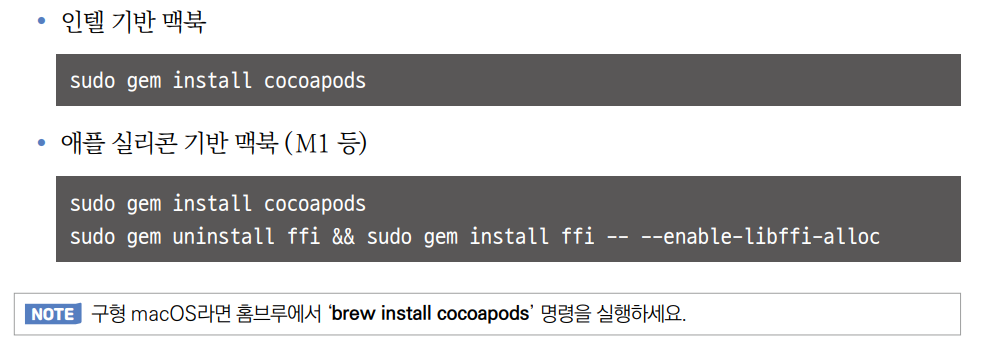 • 인텔 기반 맥북
sudo gem install cocoapods
• 애플 실리콘 기반 맥북 (M1 등)
sudo gem install cocoapods
sudo gem uninstall ffi && sudo gem install ffi -- --enable-libffi-alloc
NOTE 구형 macOS라면 홈브루에서 ‘brew install cocoapods’ 명령을 실행하세요.